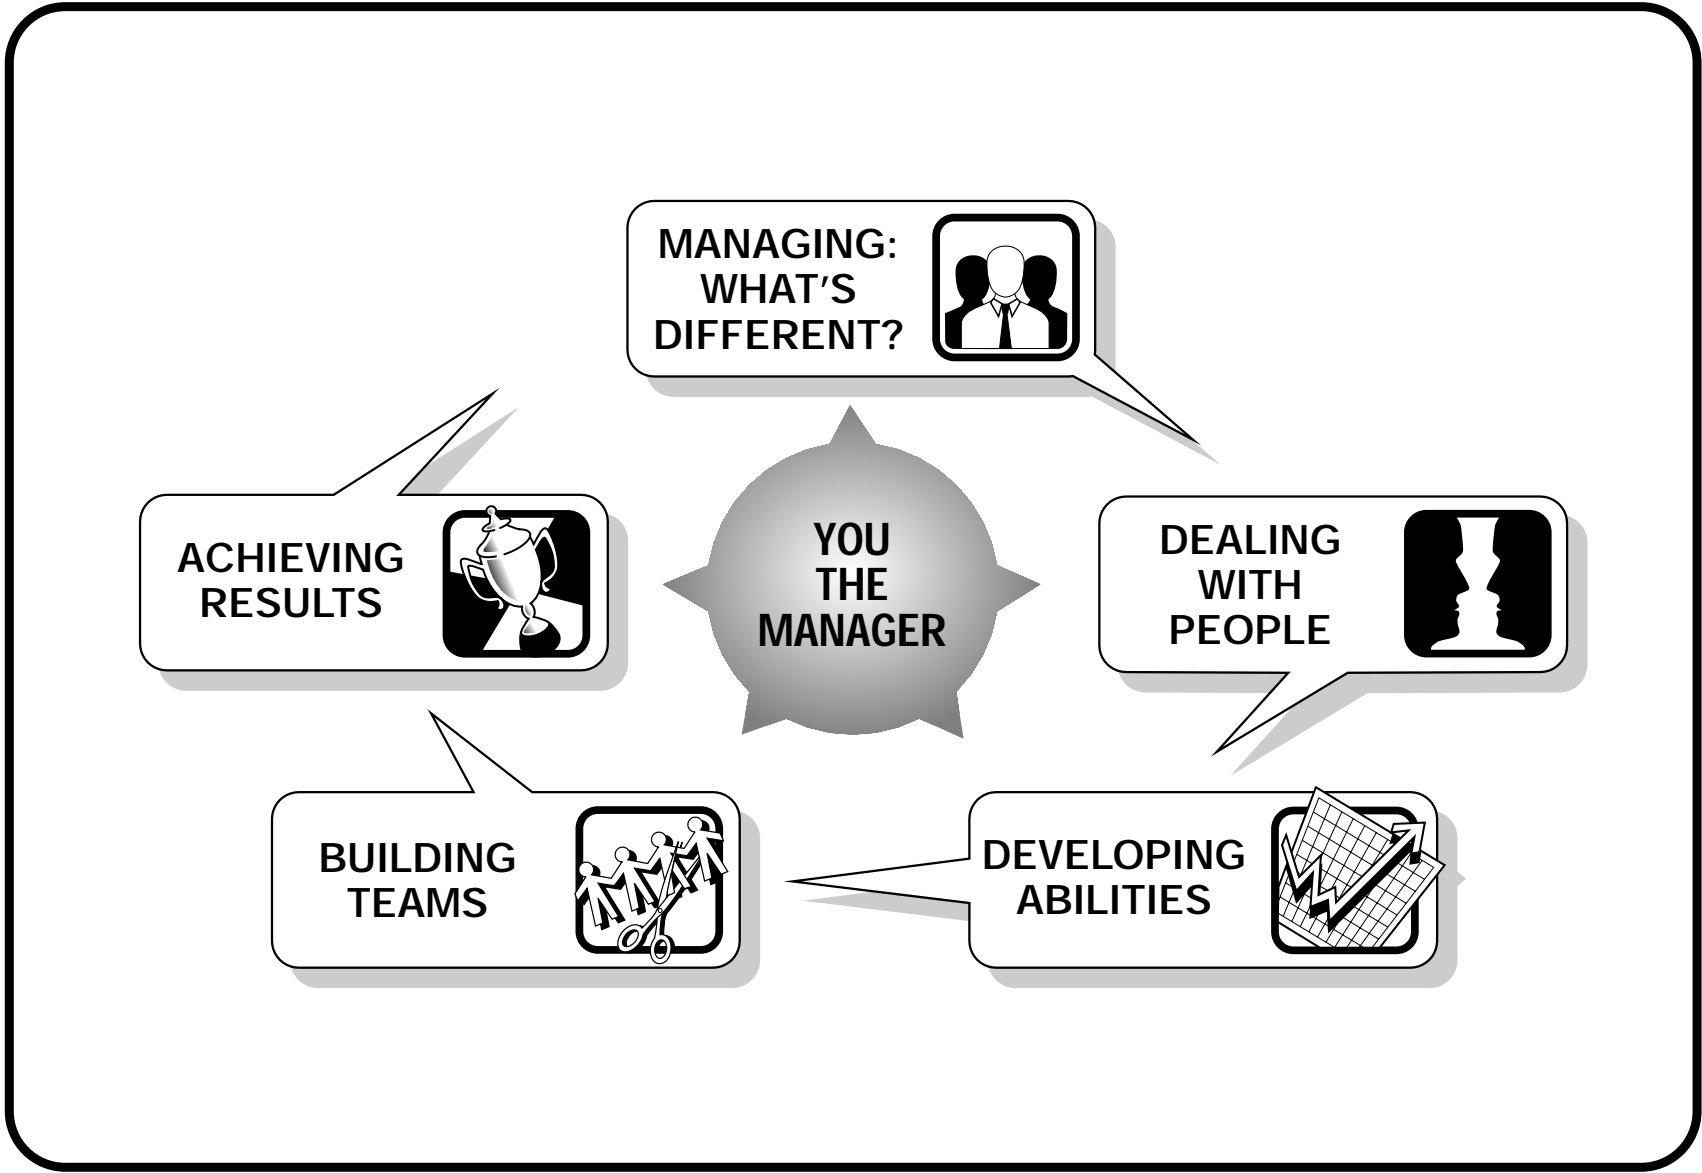 MANAGING:
WHAT'S
DIFFERENT?
ACHIEVING
RESULTS
YOU
THE
MANAGER
DEALING
WITH
PEOPLE
BUILDING
TEAMS
DEVELOPING
ABILITIES